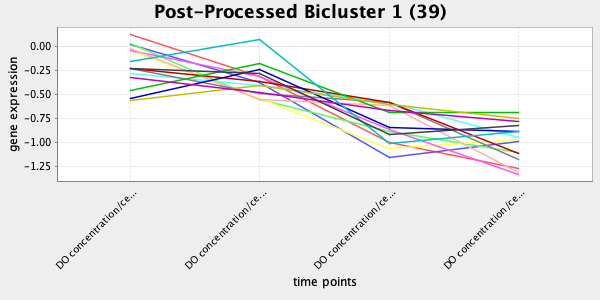 Post-Processed Bicluster 1 (39)
gene expression
0.00
-0.25
-0.50
-0.75
-1.00
-1.25
DO concentration/ce...
DO concentration/ce...
DO concentration/ce...
DO concentration/ce...
time points